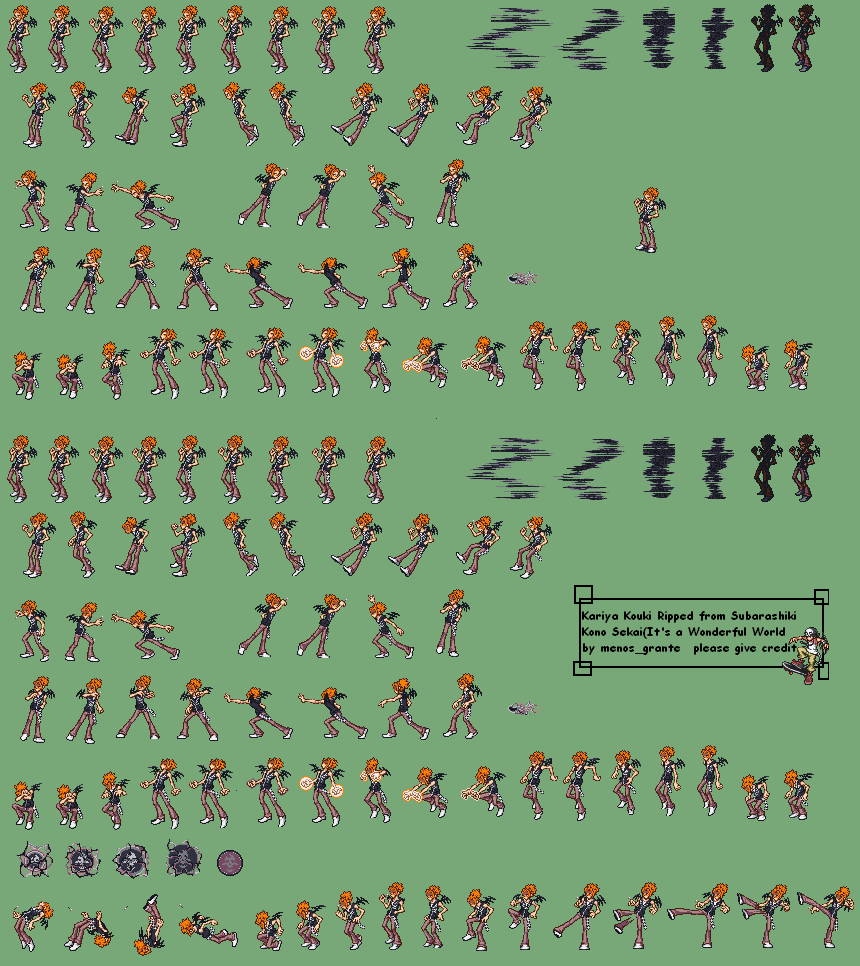 Kariya Kouki Ripped from Subarashiki
Kono Sekai(It's a Wonderful World
by menos_grante please give credit